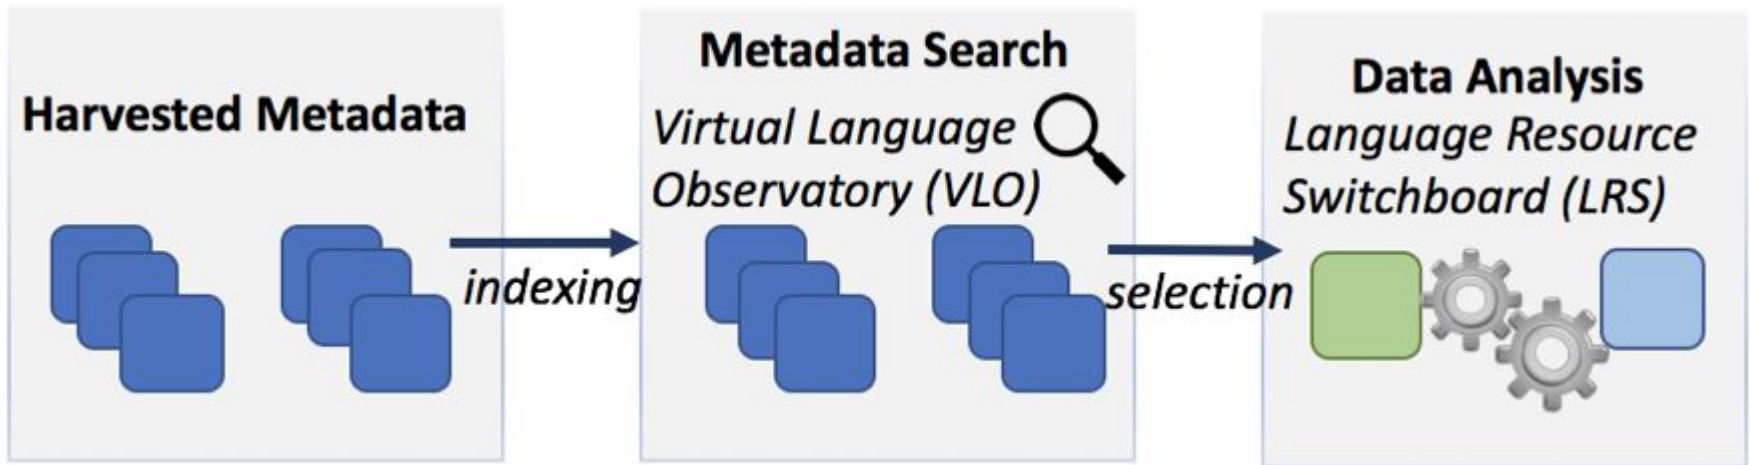 Harvested Metadata
indexing
Metadata Search
Virtual Language
Observatory (VLO)
selection
Data Analysis
Language Resource
Switchboard (LRS)